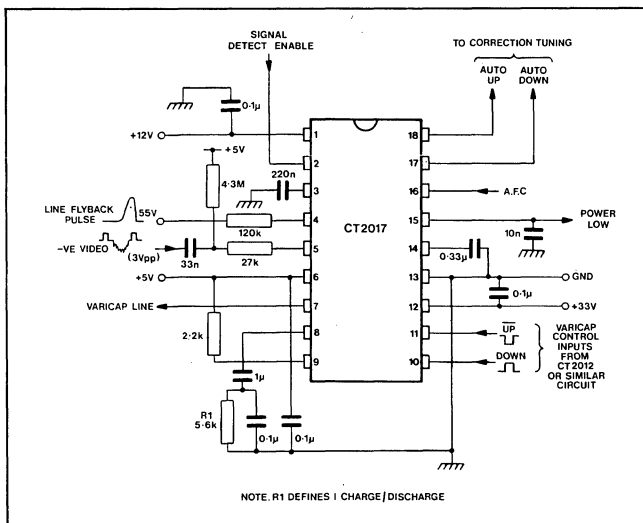 SIGNAL
DETECT ENABLE
TO CORRECTION TUNING
AUTO UP
AUTO DOWN
0·1µ
+12V
1
18
+5V
2
17
4·3M
220n
3
16
A.F.C
LINE FLYBACK
PULSE
55V
120k
4
CT2017
15
POWER
LOW
10n
-VE VIDEO
(3Vpp)
33n
27k
5
14
0·33µ
+5V
6
13
GND
0·1µ
VARICAP LINE
7
12
+33V
2·2k
8
11
UP
1µ
9
10
DOWN
VARICAP
CONTROL
INPUTS
FROM
CT2012
OR SIMILAR
CIRCUIT
R1
5·6k
0·1µ
0·1µ
NOTE. R1 DEFINES I CHARGE/DISCHARGE